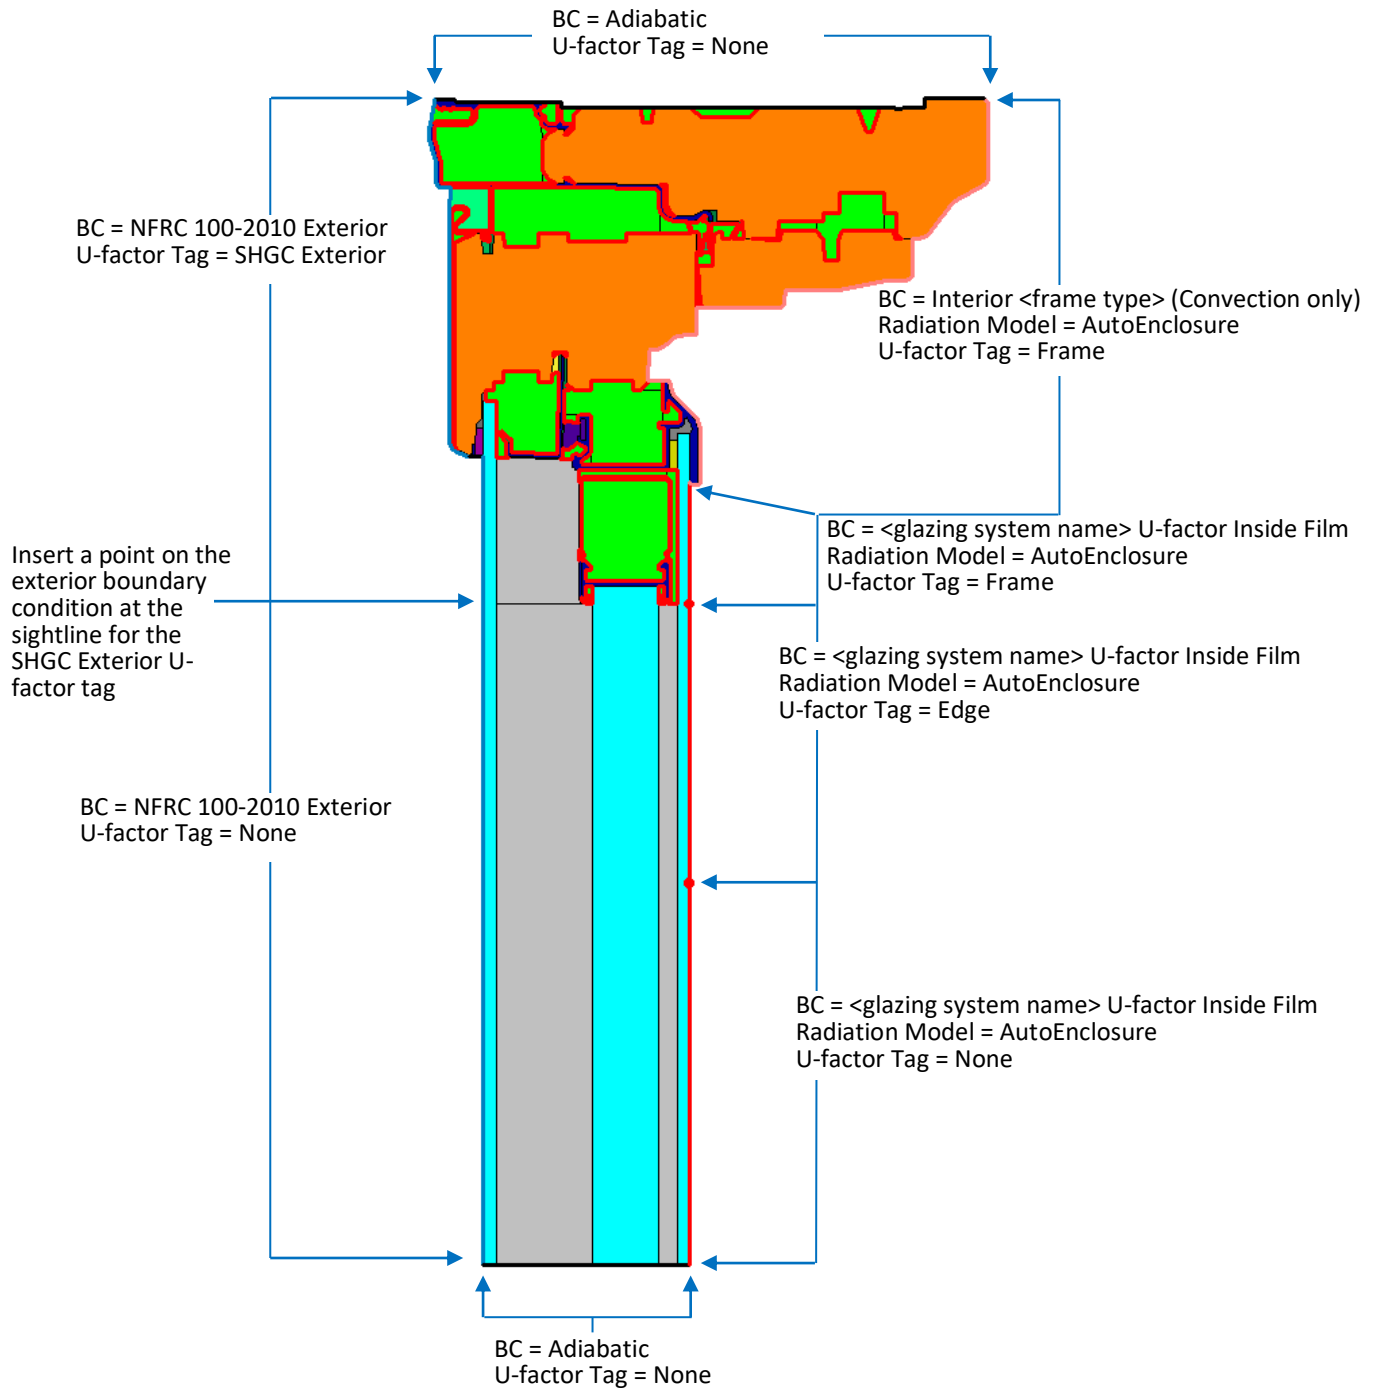 BC = Adiabatic
U-factor Tag = None
BC = NFRC 100-2010 Exterior
U-factor Tag = SHGC Exterior
BC = Interior <frame type> (Convection only)
Radiation Model = AutoEnclosure
U-factor Tag = Frame
BC = <glazing system name> U-factor Inside Film
Radiation Model = AutoEnclosure
U-factor Tag = Frame
Insert a point on the
exterior boundary
condition at the
sightline for the
SHGC Exterior U-
factor tag
BC = <glazing system name> U-factor Inside Film
Radiation Model = AutoEnclosure
U-factor Tag = Edge
BC = NFRC 100-2010 Exterior
U-factor Tag = None
BC = <glazing system name> U-factor Inside Film
Radiation Model = AutoEnclosure
U-factor Tag = None
BC = Adiabatic
U-factor Tag = None